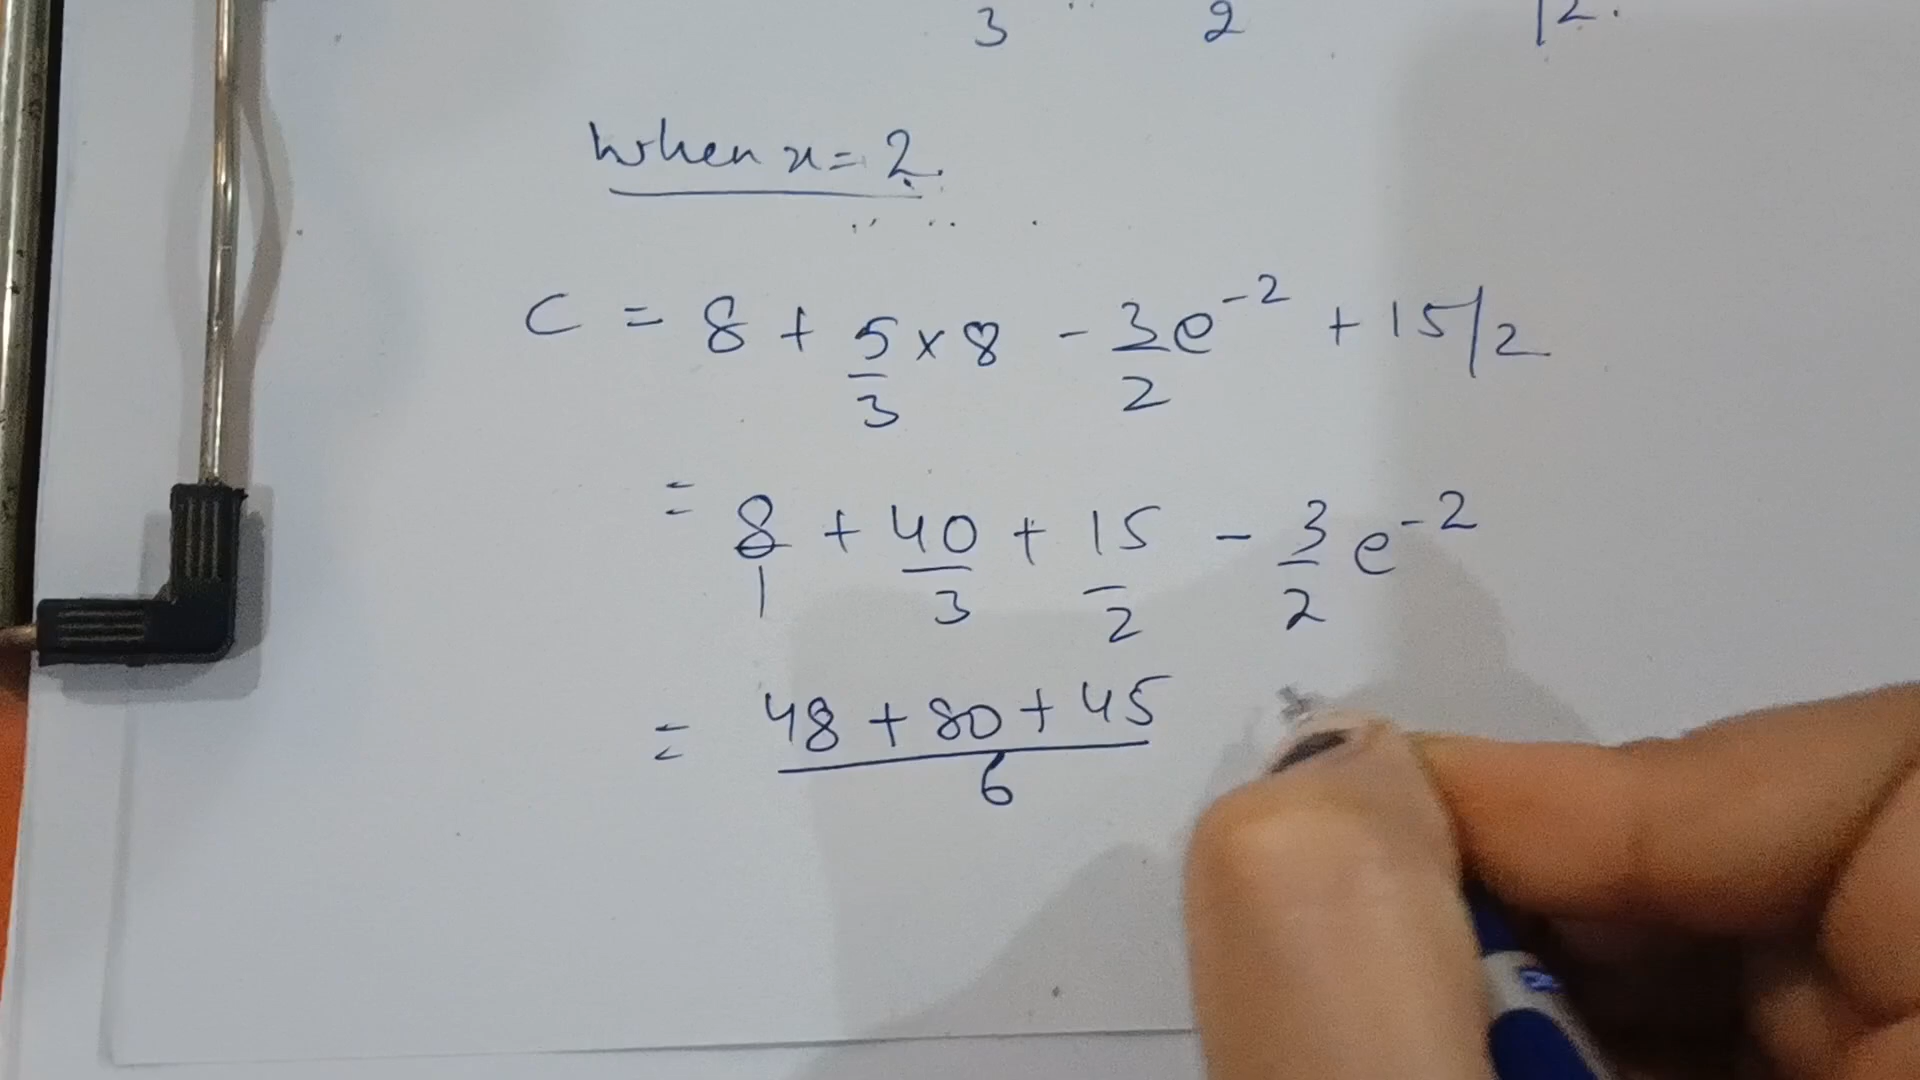 3 2 /2.
When x = 2.
C = 8 + 5/3 × 8 - 3/2 e^-2 + 15/2
= 8/1 + 40/3 + 15/2 - 3/2 e^-2
= 48 + 80 + 45 / 6